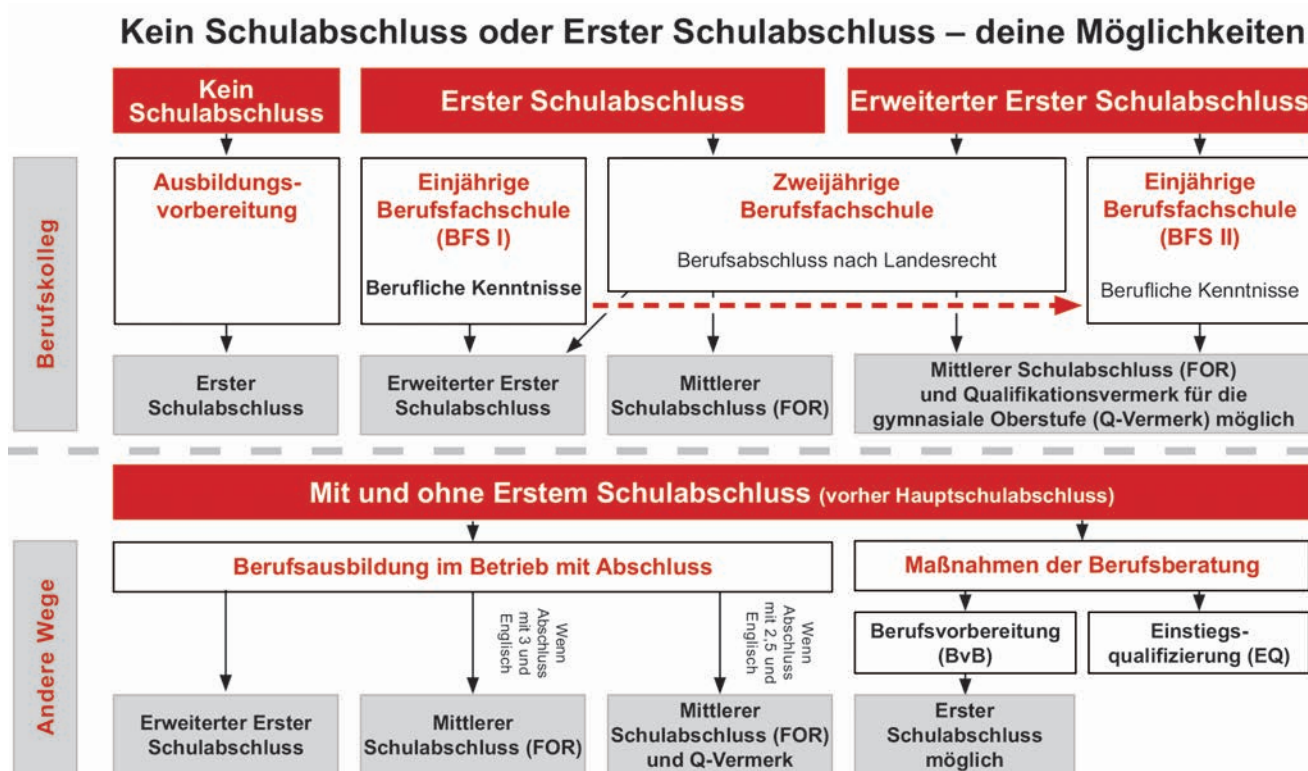 Kein Schulabschluss oder Erster Schulabschluss – deine Möglichkeiten
Kein
Schulabschluss
Erster Schulabschluss
Erweiterter Erster Schulabschluss
Berufskolleg
Ausbildungs-
vorbereitung
Einjährige
Berufsfachschule
(BFS I)
Berufliche Kenntnisse
Zweijährige
Berufsfachschule
Berufsabschluss nach Landesrecht
Einjährige
Berufsfachschule
(BFS II)
Berufliche Kenntnisse
Erster
Schulabschluss
Erweiterter Erster
Schulabschluss
Mittlerer
Schulabschluss (FOR)
Mittlerer Schulabschluss (FOR)
und Qualifikationsvermerk für die
gymnasiale Oberstufe (Q-Vermerk) möglich
Mit und ohne Erstem Schulabschluss (vorher Hauptschulabschluss)
Andere Wege
Berufsausbildung im Betrieb mit Abschluss
Maßnahmen der Berufsberatung
Wenn
Abschluss
mit 3 und
Englisch
Wenn
Abschluss
mit 2,5 und
Englisch
Berufsvorbereitung
(BvB)
Einstiegs-
qualifizierung (EQ)
Erweiterter Erster
Schulabschluss
Mittlerer
Schulabschluss (FOR)
Mittlerer
Schulabschluss (FOR)
und Q-Vermerk
Erster
Schulabschluss
möglich